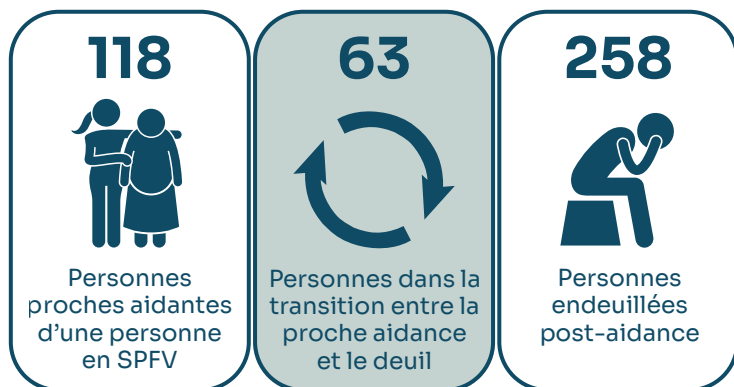 118
Personnes
proches aidantes
d'une personne
en SPFV
63
Personnes dans la
transition entre la
proche aidance
et le deuil
258
Personnes
endeuillées
post-aidance